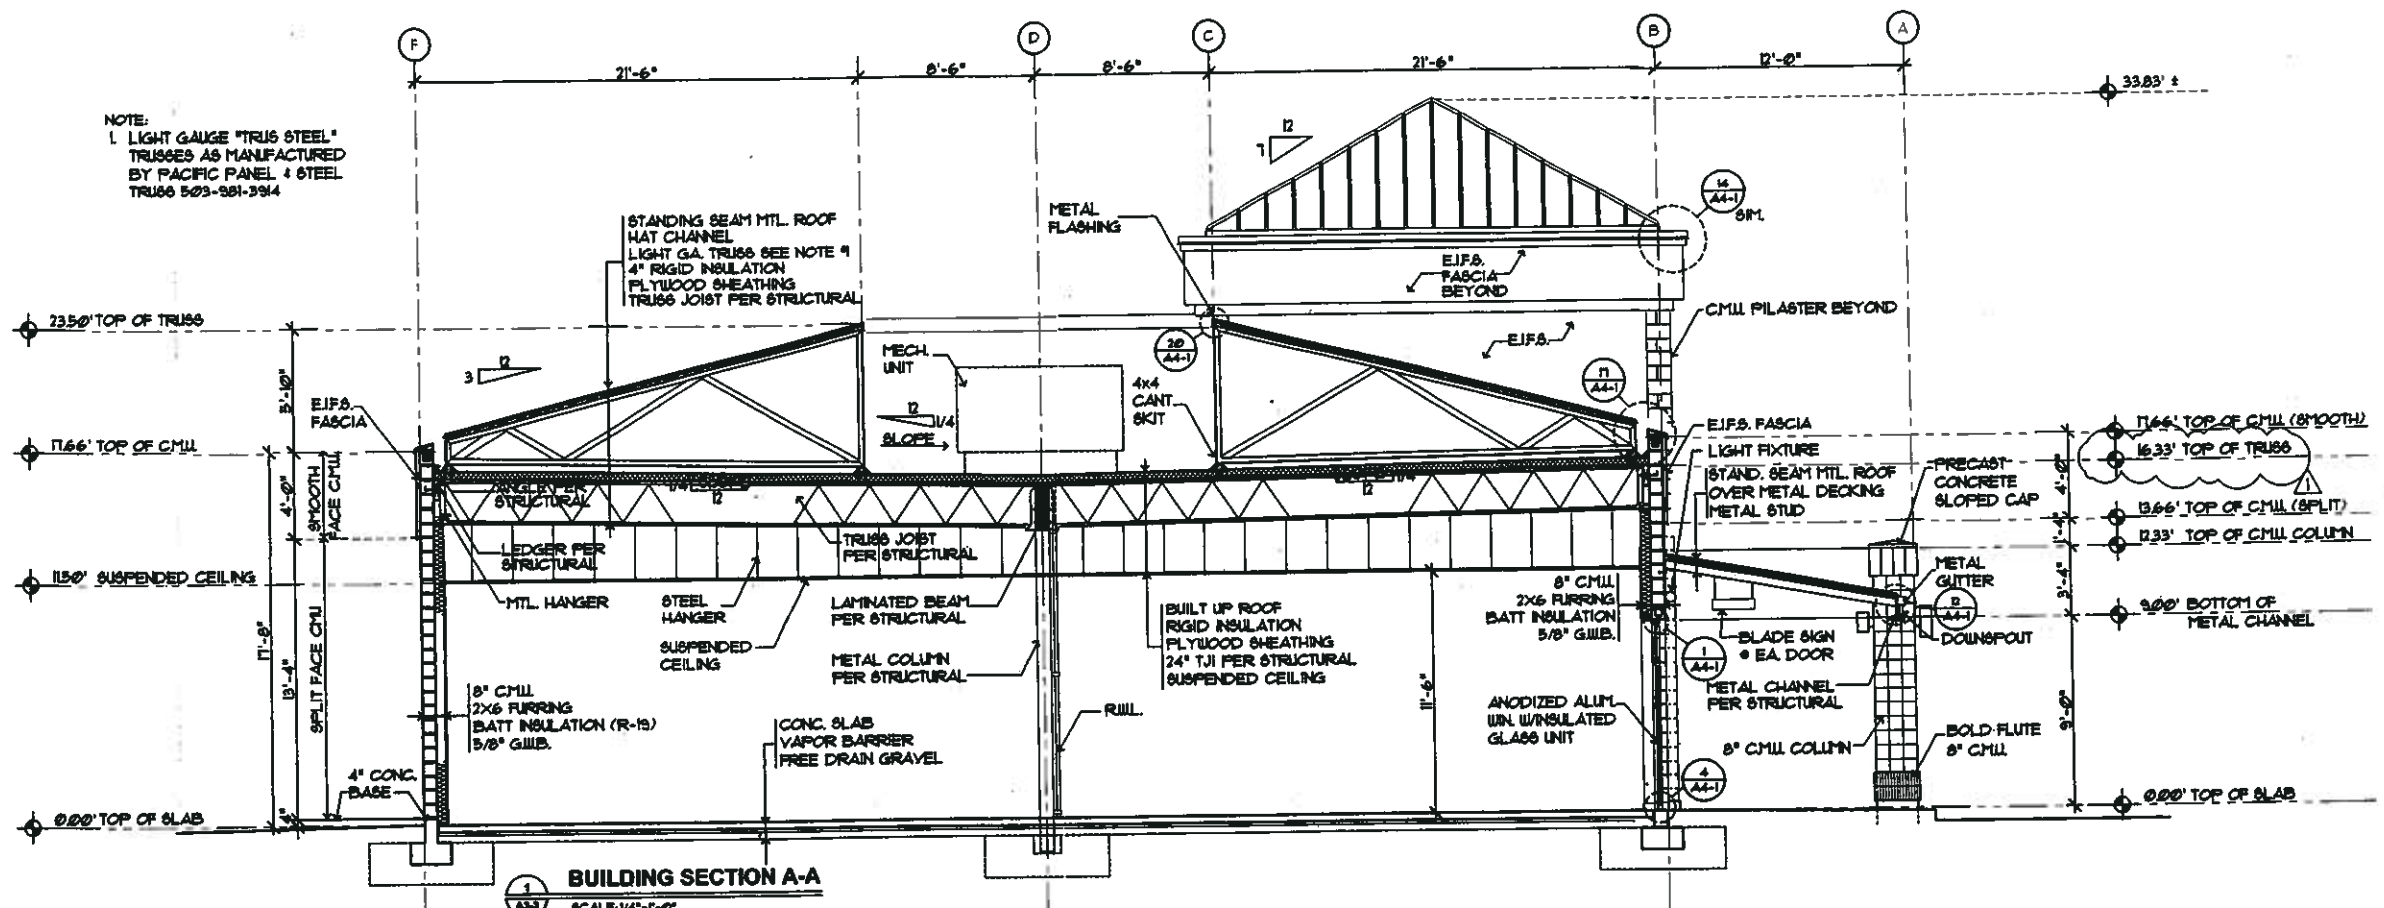 F
D
C
B
A
21'-6"
8'-6"
8'-6"
21'-6"
12'-0"
33.83' ±
NOTE:
1. LIGHT GAUGE "TRUS STEEL"
TRUSSES AS MANUFACTURED
BY PACIFIC PANEL & STEEL
TRUSS 503-981-3914
12
7
14
A4-1
SIM.
STANDING SEAM MTL. ROOF
HAT CHANNEL
LIGHT GA. TRUSS SEE NOTE #1
4" RIGID INSULATION
PLYWOOD SHEATHING
TRUSS JOIST PER STRUCTURAL
METAL
FLASHING
E.I.F.S.
FASCIA
BEYOND
C.M.U. PILASTER BEYOND
23.50' TOP OF TRUSS
12
3
MECH.
UNIT
20
A4-1
E.I.F.S.
A4-1
4x4
CANT
SKIT
12
1/4
SLOPE
5'-10"
E.I.F.S.
FASCIA
17.66' TOP OF C.M.U.
E.I.F.S. FASCIA
LIGHT FIXTURE
STAND. SEAM MTL. ROOF
OVER METAL DECKING
METAL STUD
PRECAST
CONCRETE
SLOPED CAP
17.66' TOP OF C.M.U. (SMOOTH)
16.33' TOP OF TRUSS
1
13.66' TOP OF C.M.U. (SPLIT)
12.33' TOP OF C.M.U. COLUMN
4'-0"
1'-4"
3'-4"
4'-0"
SMOOTH
FACE C.M.U.
ANGLE PER
STRUCTURAL
12
12
LEDGER PER
STRUCTURAL
TRUSS JOIST
PER STRUCTURAL
11.50' SUSPENDED CEILING
MTL. HANGER
STEEL
HANGER
SUSPENDED
CEILING
LAMINATED BEAM
PER STRUCTURAL
METAL COLUMN
PER STRUCTURAL
BUILT UP ROOF
RIGID INSULATION
PLYWOOD SHEATHING
24" TJI PER STRUCTURAL
SUSPENDED CEILING
8" C.M.U.
2X6 FURRING
BATT INSULATION
5/8" G.W.B.
METAL
GUTTER
12
A4-1
DOWNSPOUT
9.00' BOTTOM OF
METAL CHANNEL
BLADE SIGN
@ EA. DOOR
1
A4-1
METAL CHANNEL
PER STRUCTURAL
17'-8"
13'-4"
SPLIT FACE CMU
8" C.M.U.
2X6 FURRING
BATT INSULATION (R-19)
5/8" G.W.B.
CONC. SLAB
VAPOR BARRIER
FREE DRAIN GRAVEL
R.W.L.
11'-6"
ANODIZED ALUM.
WIN. W/INSULATED
GLASS UNIT
8" C.M.U. COLUMN
BOLD FLUTE
8" C.M.U.
9'-0"
4
A4-1
4" CONC.
BASE
4"
0.00' TOP OF SLAB
0.00' TOP OF SLAB
1
BUILDING SECTION A-A